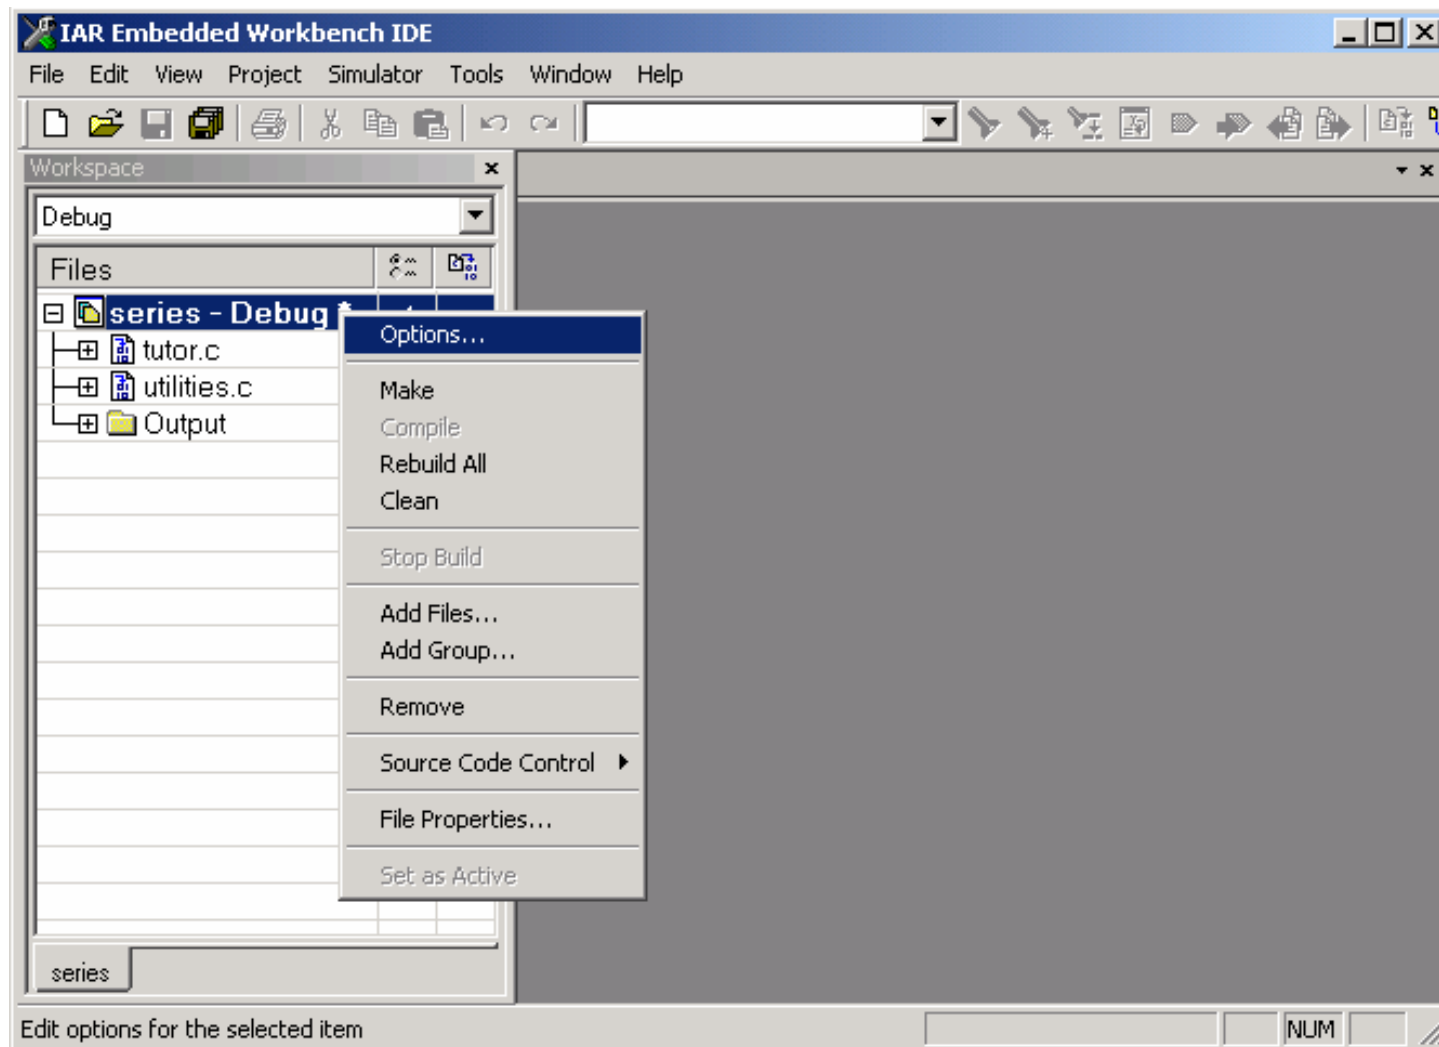 IAR Embedded Workbench IDE
File Edit View Project Simulator Tools Window Help
Workspace
Debug
Files
series - Debug *
tutor.c
utilities.c
Output
Options...
Make
Compile
Rebuild All
Clean
Stop Build
Add Files...
Add Group...
Remove
Source Code Control
File Properties...
Set as Active
series
Edit options for the selected item
NUM